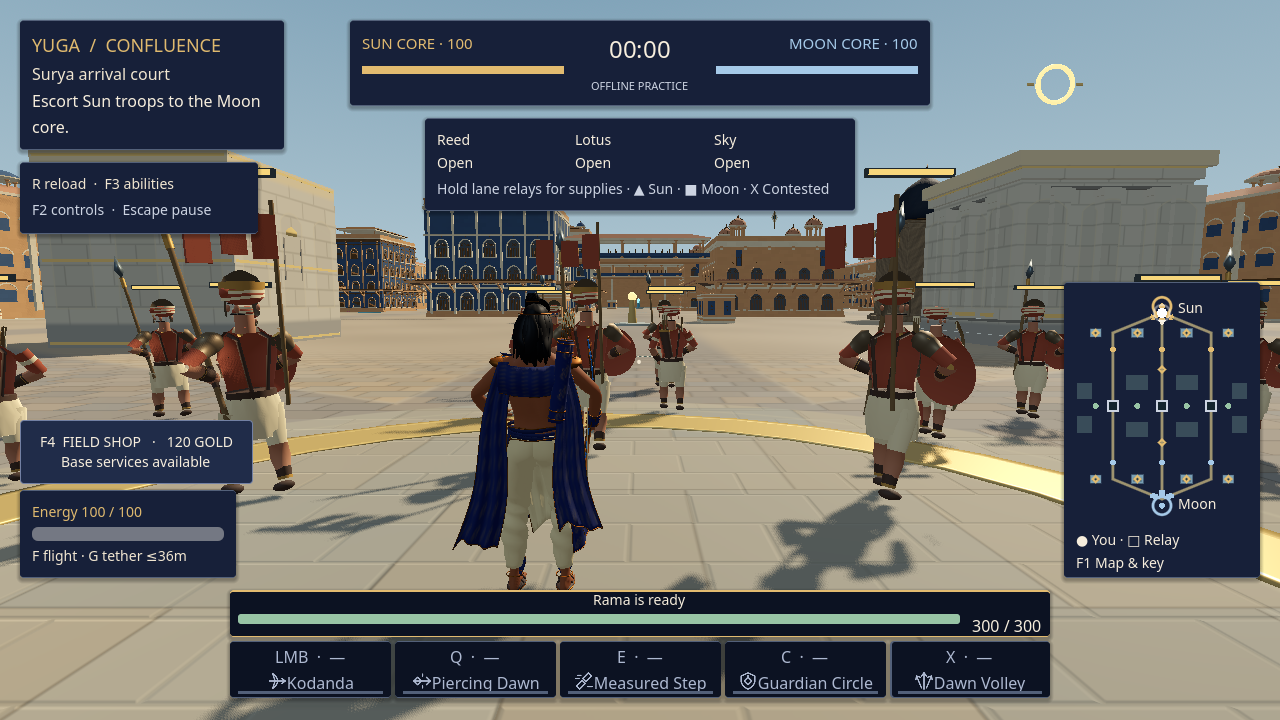 YUGA / CONFLUENCE
Surya arrival court
Escort Sun troops to the Moon
core.
R reload · F3 abilities
F2 controls · Escape pause
SUN CORE · 100
00:00
MOON CORE · 100
OFFLINE PRACTICE
Reed Lotus Sky
Open Open Open
Hold lane relays for supplies · ▲ Sun · ■ Moon · X Contested
Sun
Moon
● You · □ Relay
F1 Map & key
F4 FIELD SHOP · 120 GOLD
Base services available
Energy 100 / 100
F flight · G tether ≤36m
Rama is ready
300 / 300
LMB · —
Kodanda
Q · —
Piercing Dawn
E · —
Measured Step
C · —
Guardian Circle
X · —
Dawn Volley